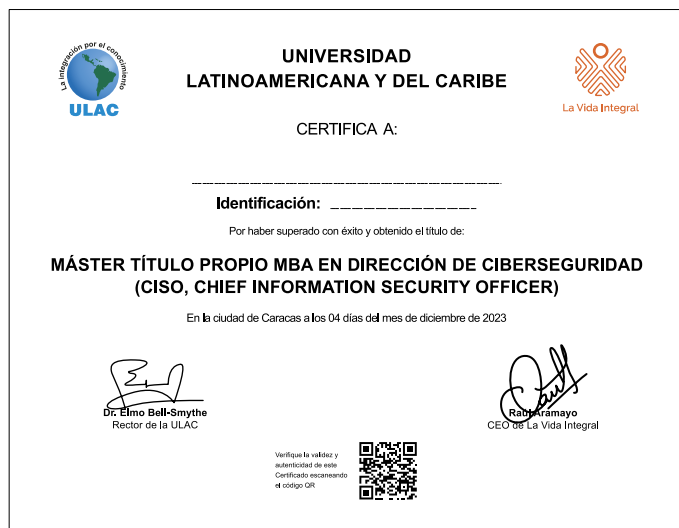 La integración por el conocimiento
ULAC
UNIVERSIDAD
LATINOAMERICANA Y DEL CARIBE
La Vida Integral
CERTIFICA A:
Identificación:
Por haber superado con éxito y obtenido el título de:
MÁSTER TÍTULO PROPIO MBA EN DIRECCIÓN DE CIBERSEGURIDAD
(CISO, CHIEF INFORMATION SECURITY OFFICER)
En la ciudad de Caracas a los 04 días del mes de diciembre de 2023
Dr. Elmo Bell-Smythe
Rector de la ULAC
Raúl Aramayo
CEO de La Vida Integral
Verifique la validez y
autenticidad de este
Certificado escaneando
el código QR